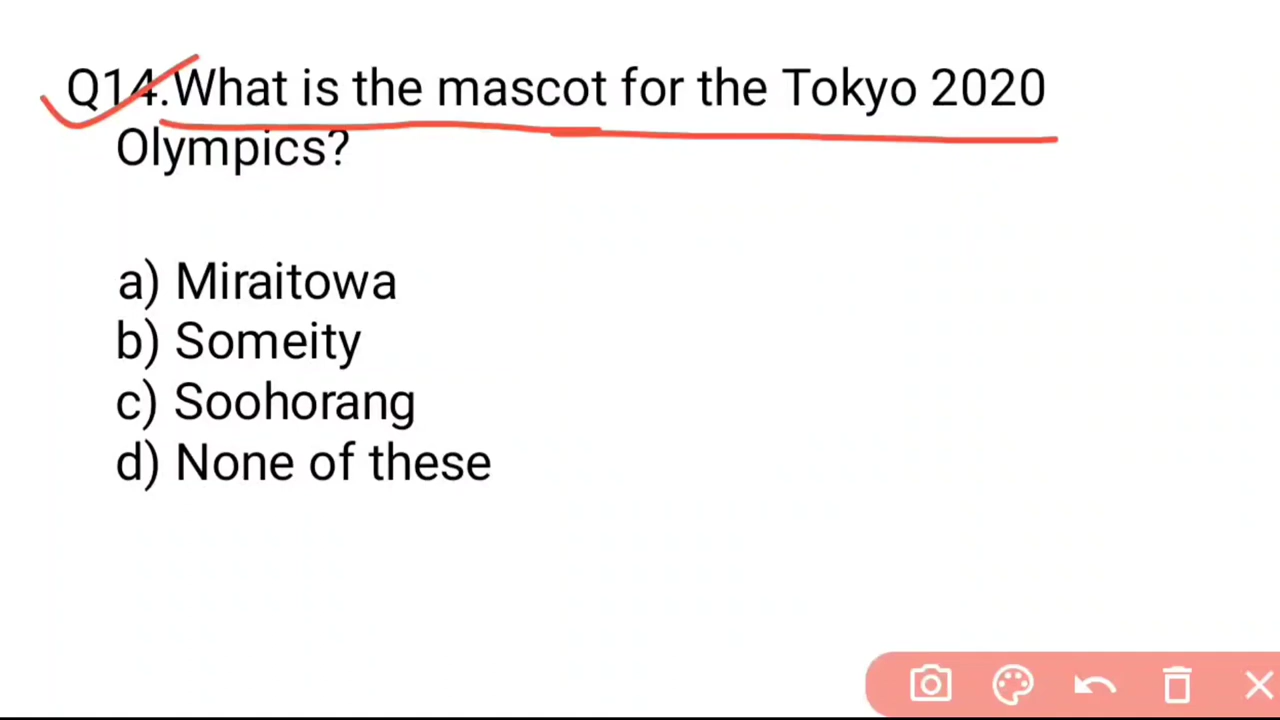 Q14.What is the mascot for the Tokyo 2020
Olympics?
a) Miraitowa
b) Someity
c) Soohorang
d) None of these